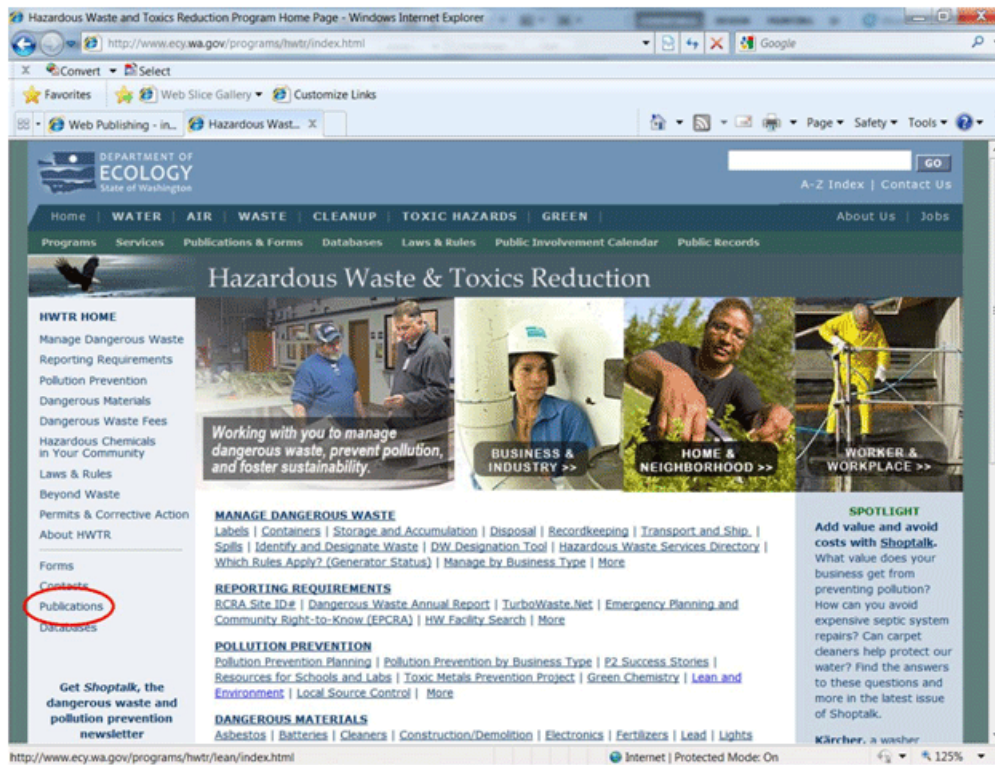 Hazardous Waste and Toxics Reduction Program Home Page - Windows Internet Explorer
http://www.ecy.wa.gov/programs/hwtr/index.html
Google
x Convert Select
Favorites Web Slice Gallery Customize Links
Web Publishing - in... Hazardous Wast... X
Page Safety Tools
DEPARTMENT OF
ECOLOGY
State of Washington
GO
A-Z Index | Contact Us
Home | WATER | AIR | WASTE | CLEANUP | TOXIC HAZARDS | GREEN | About Us | Jobs
Programs Services Publications & Forms Databases Laws & Rules Public Involvement Calendar Public Records
Hazardous Waste & Toxics Reduction
HWTR HOME
Manage Dangerous Waste
Reporting Requirements
Pollution Prevention
Dangerous Materials
Dangerous Waste Fees
Hazardous Chemicals
in Your Community
Laws & Rules
Beyond Waste
Permits & Corrective Action
About HWTR
Forms
Contacts
Publications
Databases
Get Shoptalk, the
dangerous waste and
pollution prevention
newsletter
Working with you to manage
dangerous waste, prevent pollution,
and foster sustainability.
BUSINESS &
INDUSTRY >>
HOME &
NEIGHBORHOOD >>
WORKER &
WORKPLACE >>
MANAGE DANGEROUS WASTE
Labels | Containers | Storage and Accumulation | Disposal | Recordkeeping | Transport and Ship |
Spills | Identify and Designate Waste | DW Designation Tool | Hazardous Waste Services Directory |
Which Rules Apply? (Generator Status) | Manage by Business Type | More
REPORTING REQUIREMENTS
RCRA Site ID# | Dangerous Waste Annual Report | TurboWaste.Net | Emergency Planning and
Community Right-to-Know (EPCRA) | HW Facility Search | More
POLLUTION PREVENTION
Pollution Prevention Planning | Pollution Prevention by Business Type | P2 Success Stories |
Resources for Schools and Labs | Toxic Metals Prevention Project | Green Chemistry | Lean and
Environment | Local Source Control | More
DANGEROUS MATERIALS
Asbestos | Batteries | Cleaners | Construction/Demolition | Electronics | Fertilizers | Lead | Lights
SPOTLIGHT
Add value and avoid
costs with Shoptalk.
What value does your
business get from
preventing pollution?
How can you avoid
expensive septic system
repairs? Can carpet
cleaners help protect our
water? Find the answers
to these questions and
more in the latest issue
of Shoptalk.
Kärcher, a washer
http://www.ecy.wa.gov/programs/hwtr/lean/index.html
Internet | Protected Mode: On
125%